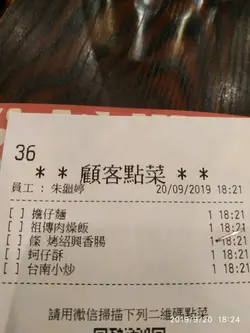 36
** 顧客點菜 **
員工 : 朱䶒婷 20/09/2019 18:21
[ ] 擔仔麵 1 18:21
[ ] 祖傳肉燥飯 1 18:21
[ ] 條 烤紹興香腸 1 18:21
[ ] 蚵仔酥 1 18:21
[ ] 台南小炒 1 18:21
2019/9/20 18:24
請用微信掃描下列二維碼點菜